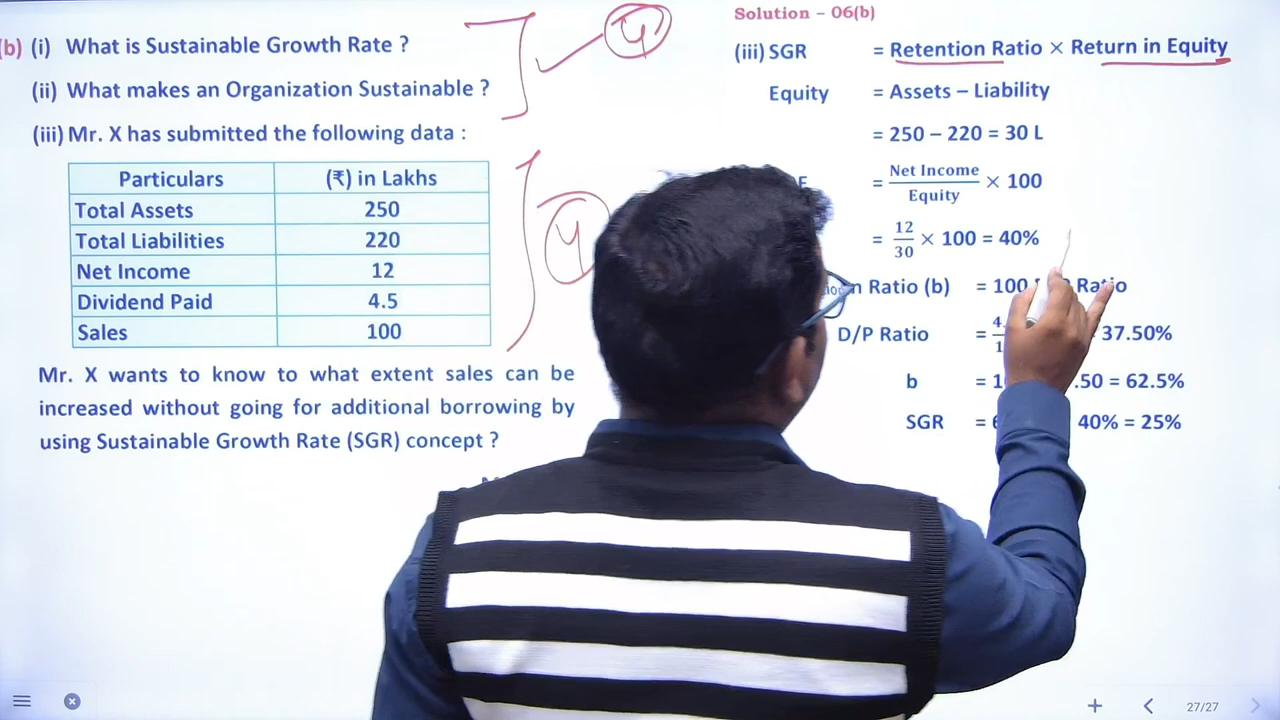 (b) (i) What is Sustainable Growth Rate ?
(ii) What makes an Organization Sustainable ?
(iii) Mr. X has submitted the following data :
Particulars (₹) in Lakhs
Total Assets 250
Total Liabilities 220
Net Income 12
Dividend Paid 4.5
Sales 100
Mr. X wants to know to what extent sales can be
increased without going for additional borrowing by
using Sustainable Growth Rate (SGR) concept ?
4
4
Solution – 06(b)
(iii) SGR = Retention Ratio × Return in Equity
Equity = Assets – Liability
= 250 – 220 = 30 L
= Net Income / Equity × 100
= 12 / 30 × 100 = 40%
Ratio (b) = 100 Ratio
D/P Ratio = 37.50%
b = .50 = 62.5%
SGR = 40% = 25%
27/27